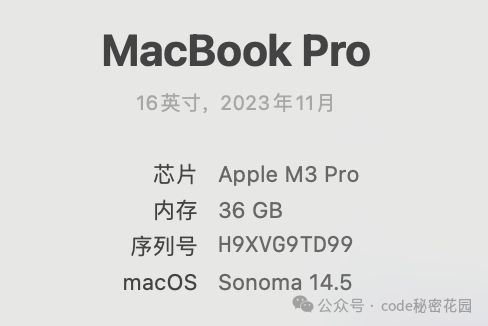 MacBook Pro
16英寸，2023年11月
芯片 Apple M3 Pro
内存 36 GB
序列号 H9XVG9TD99
macOS Sonoma 14.5
公众号 · code秘密花园